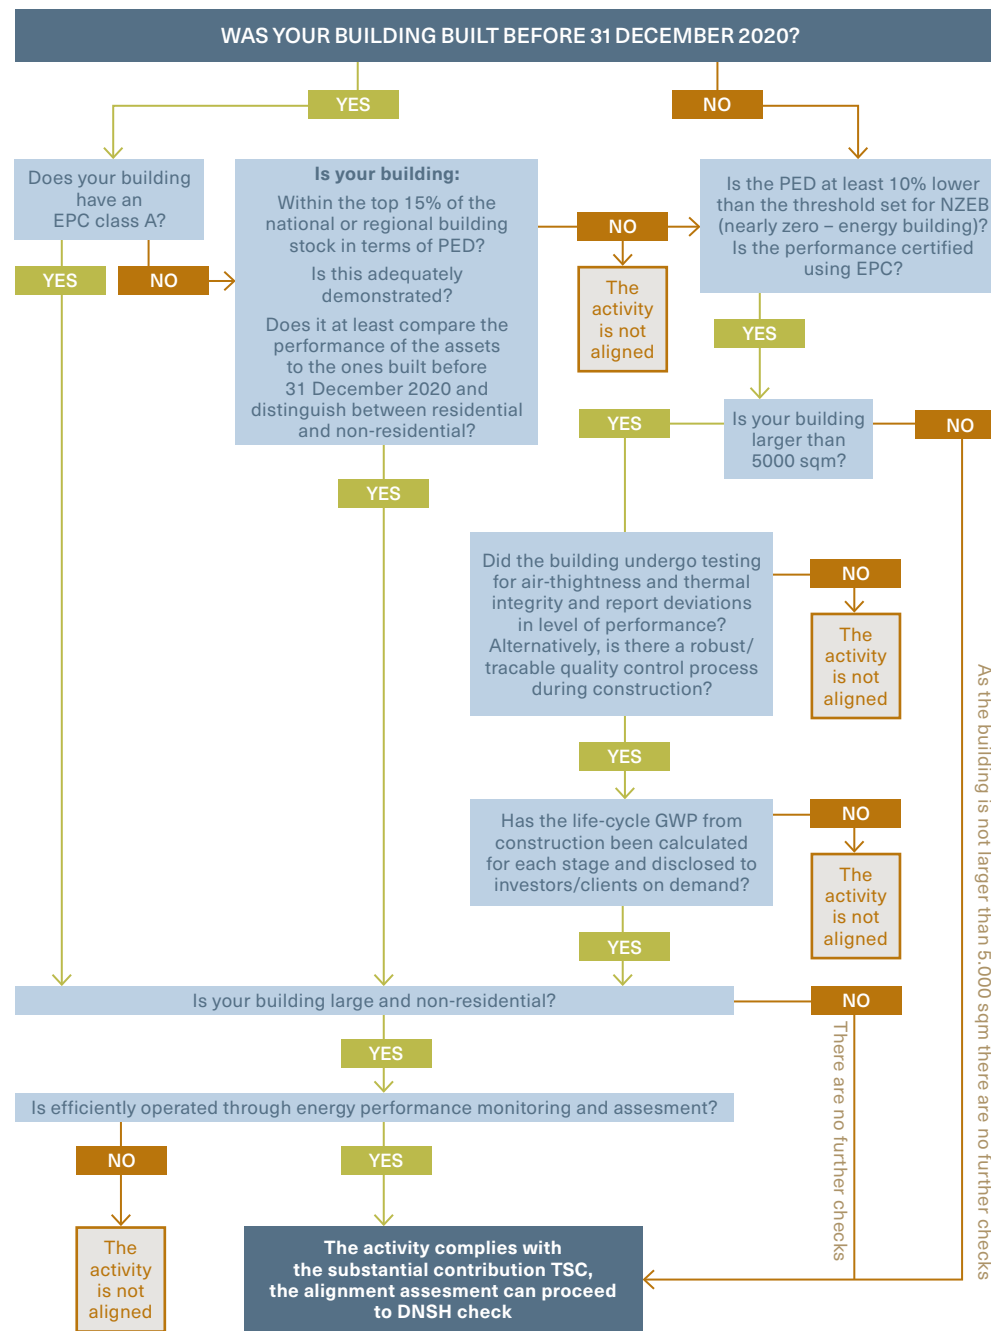 WAS YOUR BUILDING BUILT BEFORE 31 DECEMBER 2020?
YES
NO
Does your building
have an
EPC class A?
YES
NO
Is your building:
Within the top 15% of the
national or regional building
stock in terms of PED?
Is this adequately
demonstrated?
Does it at least compare the
performance of the assets
to the ones built before
31 December 2020 and
distinguish between residential
and non-residential?
NO
The
activity
is not
aligned
YES
Is the PED at least 10% lower
than the threshold set for NZEB
(nearly zero – energy building)?
Is the performance certified
using EPC?
YES
Is your building
larger than
5000 sqm?
YES
NO
Did the building undergo testing
for air-thightness and thermal
integrity and report deviations
in level of performance?
Alternatively, is there a robust/
tracable quality control process
during construction?
NO
The
activity
is not
aligned
YES
Has the life-cycle GWP from
construction been calculated
for each stage and disclosed to
investors/clients on demand?
NO
The
activity
is not
aligned
YES
As the building is not larger than 5.000 sqm there are no further checks
Is your building large and non-residential?
NO
There are no further checks
YES
Is efficiently operated through energy performance monitoring and assesment?
NO
YES
The
activity
is not
aligned
The activity complies with
the substantial contribution TSC,
the alignment assesment can proceed
to DNSH check